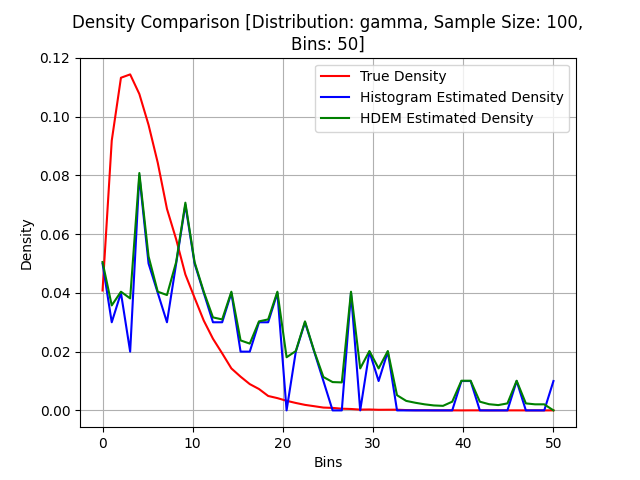 Density Comparison [Distribution: gamma, Sample Size: 100,
Bins: 50]
True Density
Histogram Estimated Density
HDEM Estimated Density
Density
0.12
0.10
0.08
0.06
0.04
0.02
0.00
0 10 20 30 40 50
Bins